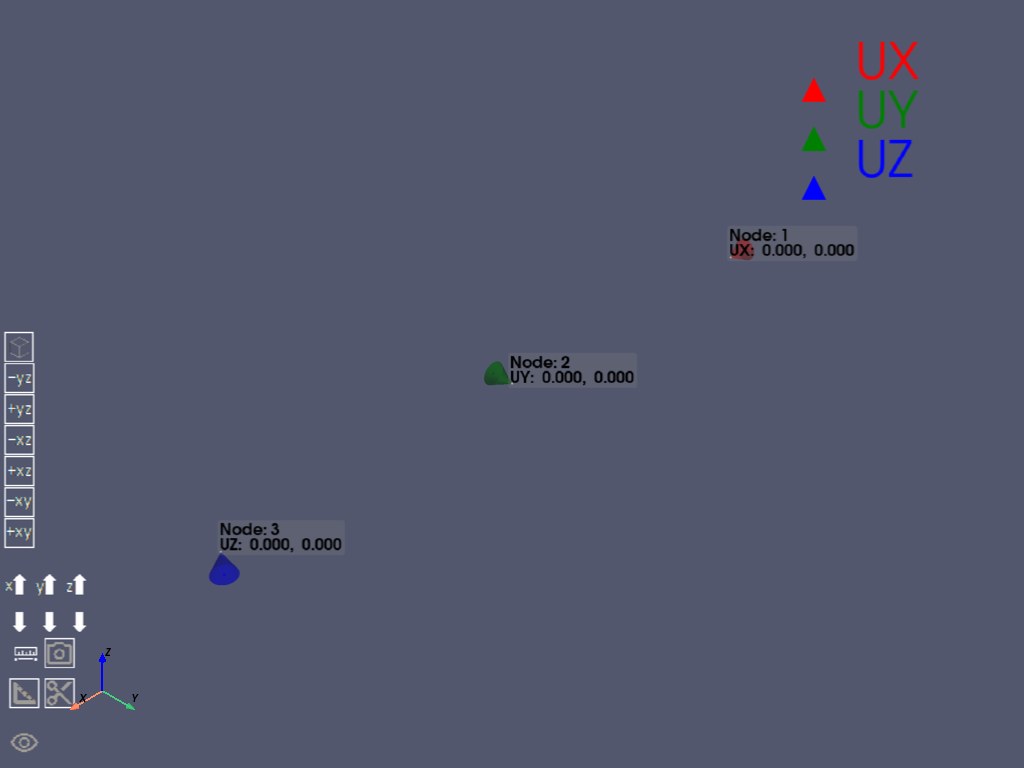 UX
UY
UZ
Node: 1
UX: 0.000, 0.000
Node: 2
UY: 0.000, 0.000
Node: 3
UZ: 0.000, 0.000
-yz
+yz
-xz
+xz
-xy
+xy
x y z
z
x Y